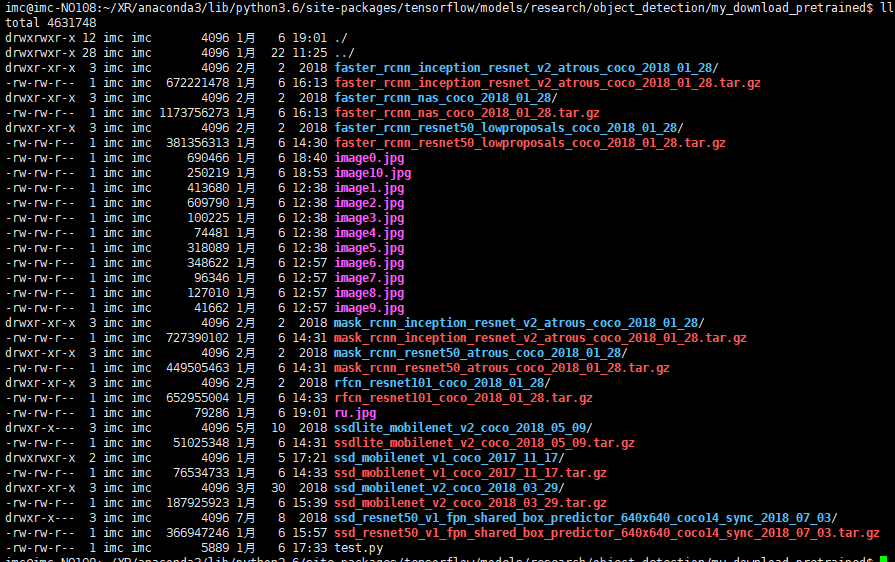 imc@imc-NO108:~/XR/anaconda3/lib/python3.6/site-packages/tensorflow/models/research/object_detection/my_download_pretrained$ ll
total 4631748
drwxrwxr-x 12 imc imc 4096 1月 6 19:01 ./
drwxrwxr-x 28 imc imc 4096 1月 22 11:25 ../
drwxr-xr-x 3 imc imc 4096 2月 2 2018 faster_rcnn_inception_resnet_v2_atrous_coco_2018_01_28/
-rw-rw-r-- 1 imc imc 672221478 1月 6 16:13 faster_rcnn_inception_resnet_v2_atrous_coco_2018_01_28.tar.gz
drwxr-xr-x 3 imc imc 4096 2月 2 2018 faster_rcnn_nas_coco_2018_01_28/
-rw-rw-r-- 1 imc imc 1173756273 1月 6 16:13 faster_rcnn_nas_coco_2018_01_28.tar.gz
drwxr-xr-x 3 imc imc 4096 2月 2 2018 faster_rcnn_resnet50_lowproposals_coco_2018_01_28/
-rw-rw-r-- 1 imc imc 381356313 1月 6 14:30 faster_rcnn_resnet50_lowproposals_coco_2018_01_28.tar.gz
-rw-rw-r-- 1 imc imc 690466 1月 6 18:40 image0.jpg
-rw-rw-r-- 1 imc imc 250219 1月 6 18:53 image10.jpg
-rw-rw-r-- 1 imc imc 413680 1月 6 12:38 image1.jpg
-rw-rw-r-- 1 imc imc 609790 1月 6 12:38 image2.jpg
-rw-rw-r-- 1 imc imc 100225 1月 6 12:38 image3.jpg
-rw-rw-r-- 1 imc imc 74481 1月 6 12:38 image4.jpg
-rw-rw-r-- 1 imc imc 318089 1月 6 12:38 image5.jpg
-rw-rw-r-- 1 imc imc 348622 1月 6 12:57 image6.jpg
-rw-rw-r-- 1 imc imc 96346 1月 6 12:57 image7.jpg
-rw-rw-r-- 1 imc imc 127010 1月 6 12:57 image8.jpg
-rw-rw-r-- 1 imc imc 41662 1月 6 12:57 image9.jpg
drwxr-xr-x 3 imc imc 4096 2月 2 2018 mask_rcnn_inception_resnet_v2_atrous_coco_2018_01_28/
-rw-rw-r-- 1 imc imc 727390102 1月 6 14:31 mask_rcnn_inception_resnet_v2_atrous_coco_2018_01_28.tar.gz
drwxr-xr-x 3 imc imc 4096 2月 2 2018 mask_rcnn_resnet50_atrous_coco_2018_01_28/
-rw-rw-r-- 1 imc imc 449505463 1月 6 14:31 mask_rcnn_resnet50_atrous_coco_2018_01_28.tar.gz
drwxr-xr-x 3 imc imc 4096 2月 2 2018 rfcn_resnet101_coco_2018_01_28/
-rw-rw-r-- 1 imc imc 652955004 1月 6 14:33 rfcn_resnet101_coco_2018_01_28.tar.gz
-rw-rw-r-- 1 imc imc 79286 1月 6 19:01 ru.jpg
drwxr-x--- 3 imc imc 4096 5月 10 2018 ssdlite_mobilenet_v2_coco_2018_05_09/
-rw-rw-r-- 1 imc imc 51025348 1月 6 14:31 ssdlite_mobilenet_v2_coco_2018_05_09.tar.gz
drwxrwxr-x 2 imc imc 4096 1月 5 17:21 ssd_mobilenet_v1_coco_2017_11_17/
-rw-rw-r-- 1 imc imc 76534733 1月 6 14:33 ssd_mobilenet_v1_coco_2017_11_17.tar.gz
drwxr-xr-x 3 imc imc 4096 3月 30 2018 ssd_mobilenet_v2_coco_2018_03_29/
-rw-rw-r-- 1 imc imc 187925923 1月 6 15:39 ssd_mobilenet_v2_coco_2018_03_29.tar.gz
drwxr-x--- 3 imc imc 4096 7月 8 2018 ssd_resnet50_v1_fpn_shared_box_predictor_640x640_coco14_sync_2018_07_03/
-rw-rw-r-- 1 imc imc 366947246 1月 6 15:57 ssd_resnet50_v1_fpn_shared_box_predictor_640x640_coco14_sync_2018_07_03.tar.gz
-rw-rw-r-- 1 imc imc 5889 1月 6 17:33 test.py
imc@imc-NO108:~/XR/anaconda3/lib/python3.6/site-packages/tensorflow/models/research/object_detection/my_download_pretrained$